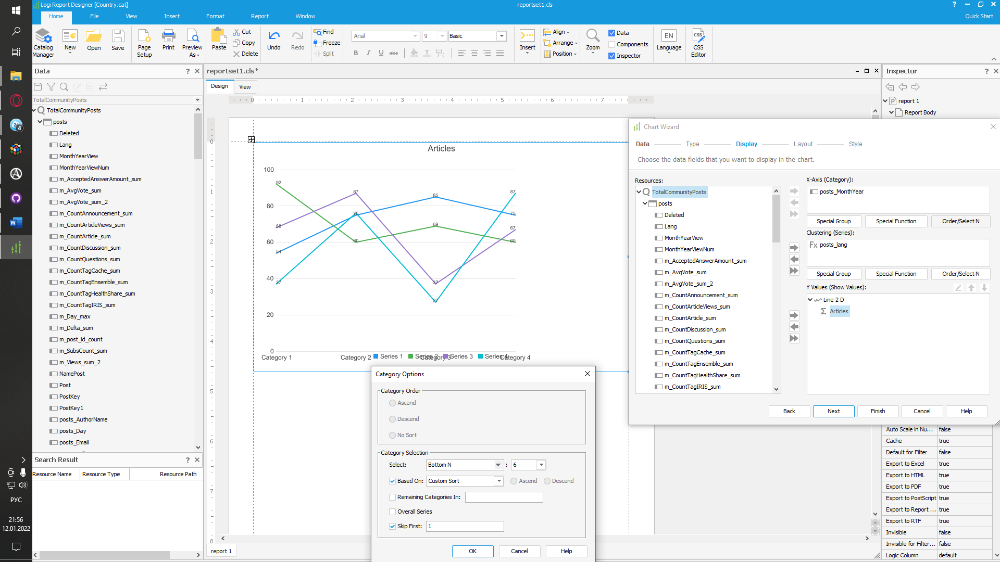 Logi Report Designer [Country.cat]
reportset1.cls
Home
File
View
Insert
Format
Report
Window
Quick Start
Catalog Manager
New
Open
Save
Page Setup
Print
Preview As
Paste
Cut
Copy
Delete
Undo
Redo
Find
Freeze
Split
Arial
9
Basic
B
I
U
abc
Insert
Align
Arrange
Position
Zoom
Data
Components
Inspector
EN
Language
CSS
CSS Editor
Data
TotalCommunityPosts
TotalCommunityPosts
posts
Deleted
Lang
MonthYearView
MonthYearViewNum
m_AcceptedAnswerAmount_sum
m_AvgVote_sum
m_AvgVote_sum_2
m_CountAnnouncement_sum
m_CountArticleViews_sum
m_CountArticle_sum
m_CountDiscussion_sum
m_CountQuestions_sum
m_CountTagCache_sum
m_CountTagEnsemble_sum
m_CountTagHealthShare_sum
m_CountTagIRIS_sum
m_Day_max
m_Delta_sum
m_post_id_count
m_SubsCount_sum
m_Views_sum_2
NamePost
Post
PostKey
PostKey1
posts_AuthorName
posts_Day
posts_Email
Search Result
Resource Name
Resource Type
Resource Path
РУС
21:56
12.01.2022
reportset1.cls*
Design
View
0 1 2 3 4 5 6 7
0
1
2
3
4
5
6
7
8
Articles
100
80
60
40
20
0
92
68
54
37
87
76
60
85
69
37
27
87
75
67
60
Category 1
Category 2
Category 3
Category 4
Series 1
Series 2
Series 3
Series 4
report 1
Category Options
Category Order
Ascend
Descend
No Sort
Category Selection
Select: Bottom N : 6
Based On: Custom Sort Ascend Descend
Remaining Categories In:
Overall Series
Skip First: 1
OK
Cancel
Help
Inspector
report 1
Report Body
Chart Wizard
Data
Type
Display
Layout
Style
Choose the data fields that you want to display in the chart.
Resources:
TotalCommunityPosts
posts
Deleted
Lang
MonthYearView
MonthYearViewNum
m_AcceptedAnswerAmount_sum
m_AvgVote_sum
m_AvgVote_sum_2
m_CountAnnouncement_sum
m_CountArticleViews_sum
m_CountArticle_sum
m_CountDiscussion_sum
m_CountQuestions_sum
m_CountTagCache_sum
m_CountTagEnsemble_sum
m_CountTagHealthShare_sum
m_CountTagIRIS_sum
X-Axis (Category):
posts_MonthYear
Special Group
Special Function
Order/Select N
Clustering (Series):
Fx posts_lang
Special Group
Special Function
Order/Select N
Y Values (Show Values):
Line 2-D
Σ Articles
Back
Next
Finish
Cancel
Help
Auto Scale in Nu... false
Cache true
Default for Filter false
Export to Excel true
Export to HTML true
Export to PDF true
Export to PostScript true
Export to Report ... true
Export to RTF true
Invisible false
Invisible for Filter... false
Logic Column default